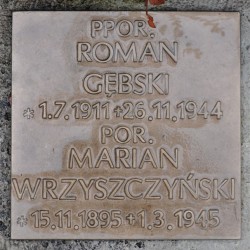 PPOR.
ROMAN
GĘBSKI
* 1.7.1911 + 26.11.1944
POR.
MARIAN
WRZYSZCZYŃSKI
* 15.11.1895 + 1.3.1945